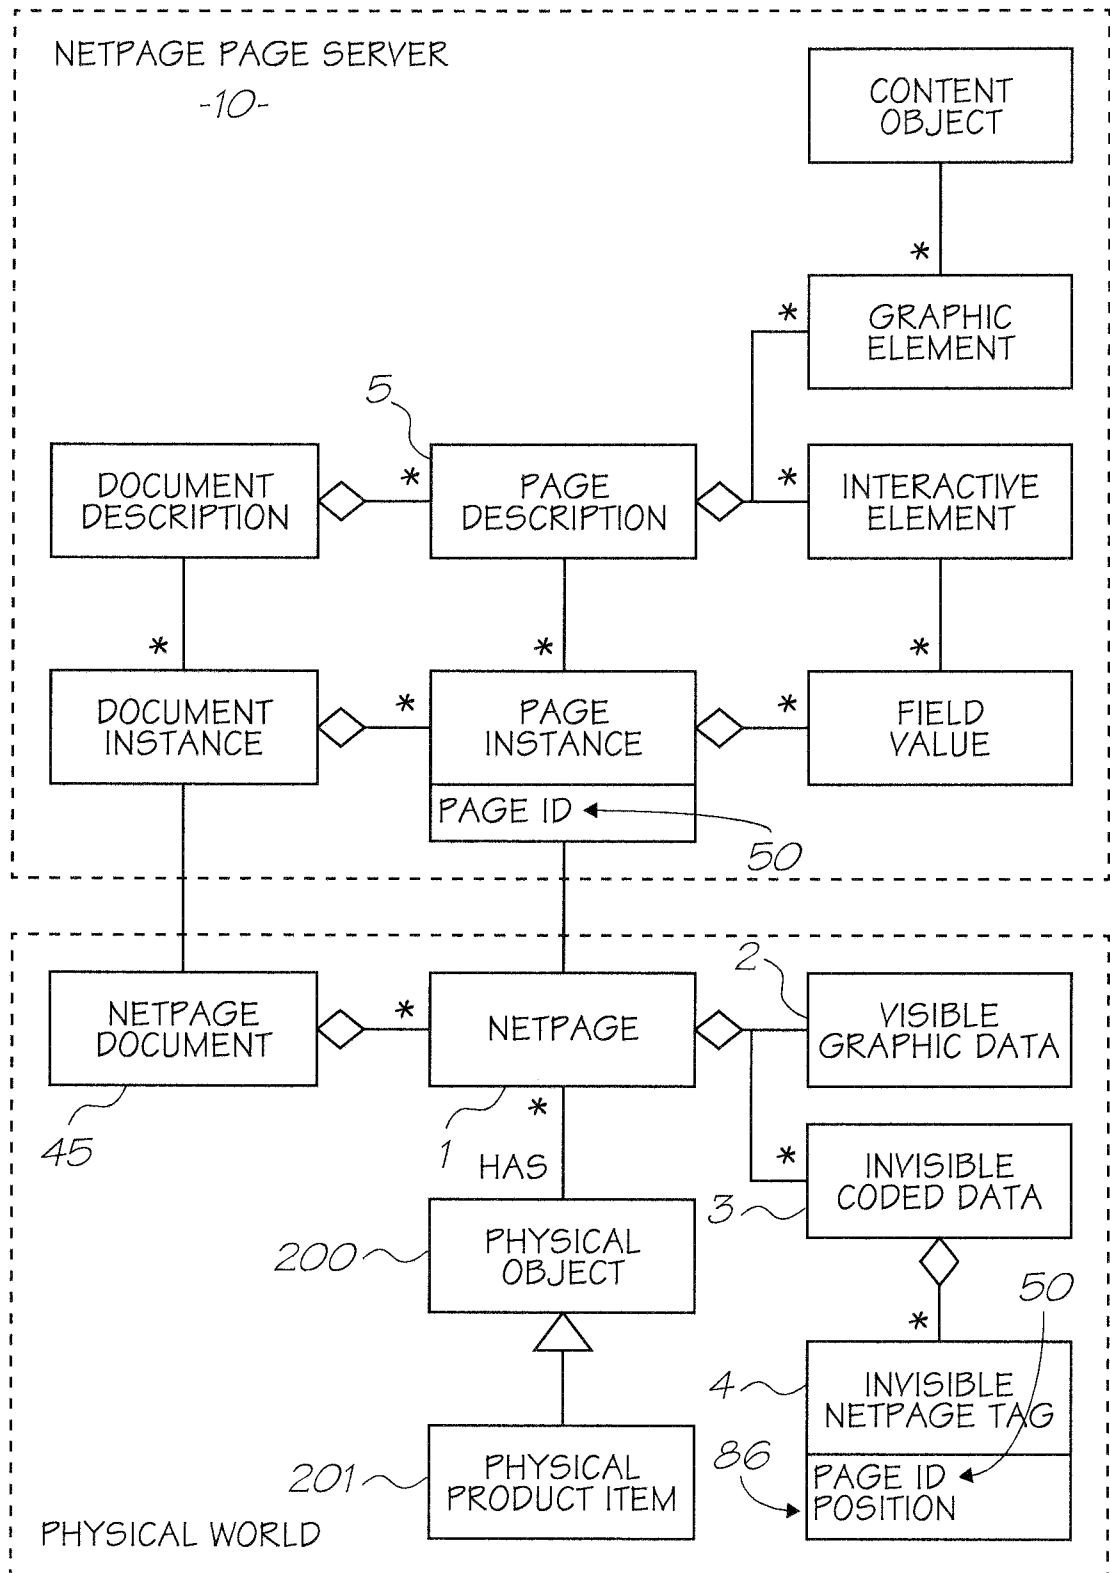 NETPAGE PAGE SERVER
-10-
CONTENT
OBJECT
*
*
GRAPHIC
ELEMENT
5
DOCUMENT
DESCRIPTION
*
PAGE
DESCRIPTION
*
INTERACTIVE
ELEMENT
*
*
*
DOCUMENT
INSTANCE
*
PAGE
INSTANCE
*
FIELD
VALUE
PAGE ID
50
NETPAGE
DOCUMENT
*
NETPAGE
2
VISIBLE
GRAPHIC DATA
45
1
*
HAS
*
INVISIBLE
CODED DATA
3
200
PHYSICAL
OBJECT
50
*
4
INVISIBLE
NETPAGE TAG
86
PAGE ID
POSITION
201
PHYSICAL
PRODUCT ITEM
PHYSICAL WORLD